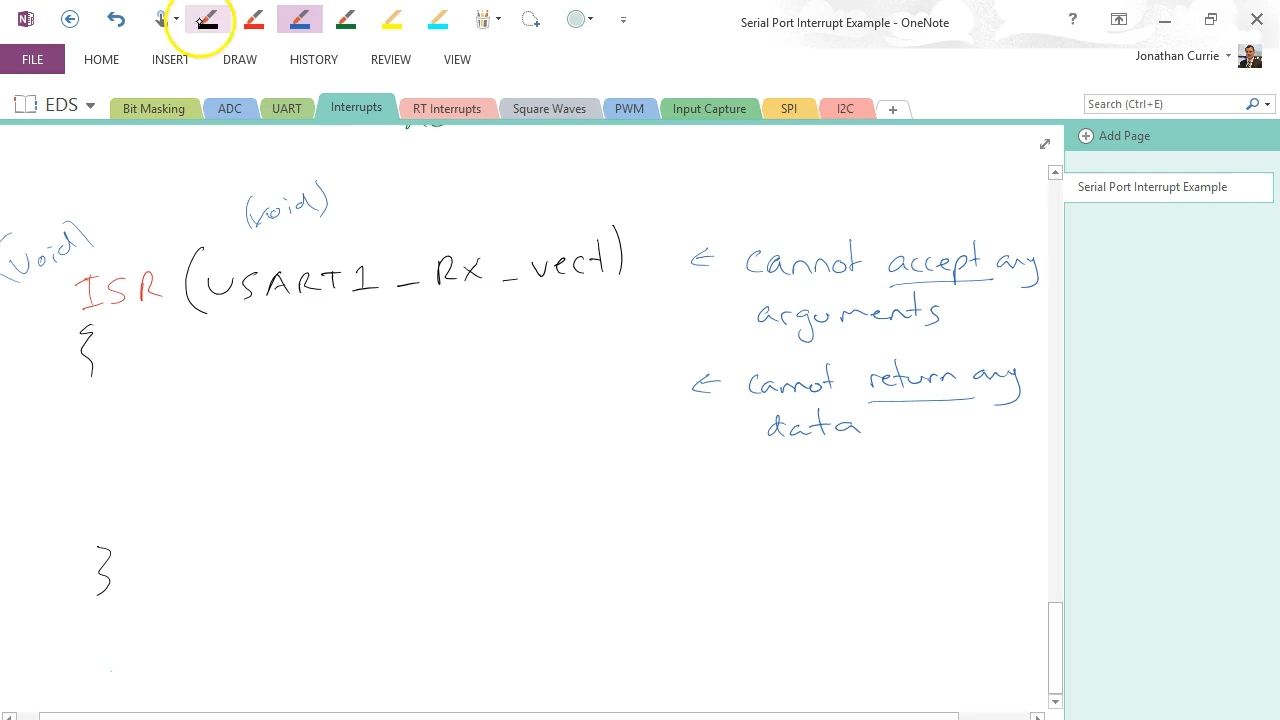 Serial Port Interrupt Example - OneNote
?
FILE HOME INSERT DRAW HISTORY REVIEW VIEW
Jonathan Currie
EDS
Bit Masking ADC UART Interrupts RT Interrupts Square Waves PWM Input Capture SPI I2C
Search (Ctrl+E)
Add Page
Serial Port Interrupt Example
(void)
(void)
ISR (USART1_RX_vect)
{
}
← cannot accept any
arguments
← cannot return any
data